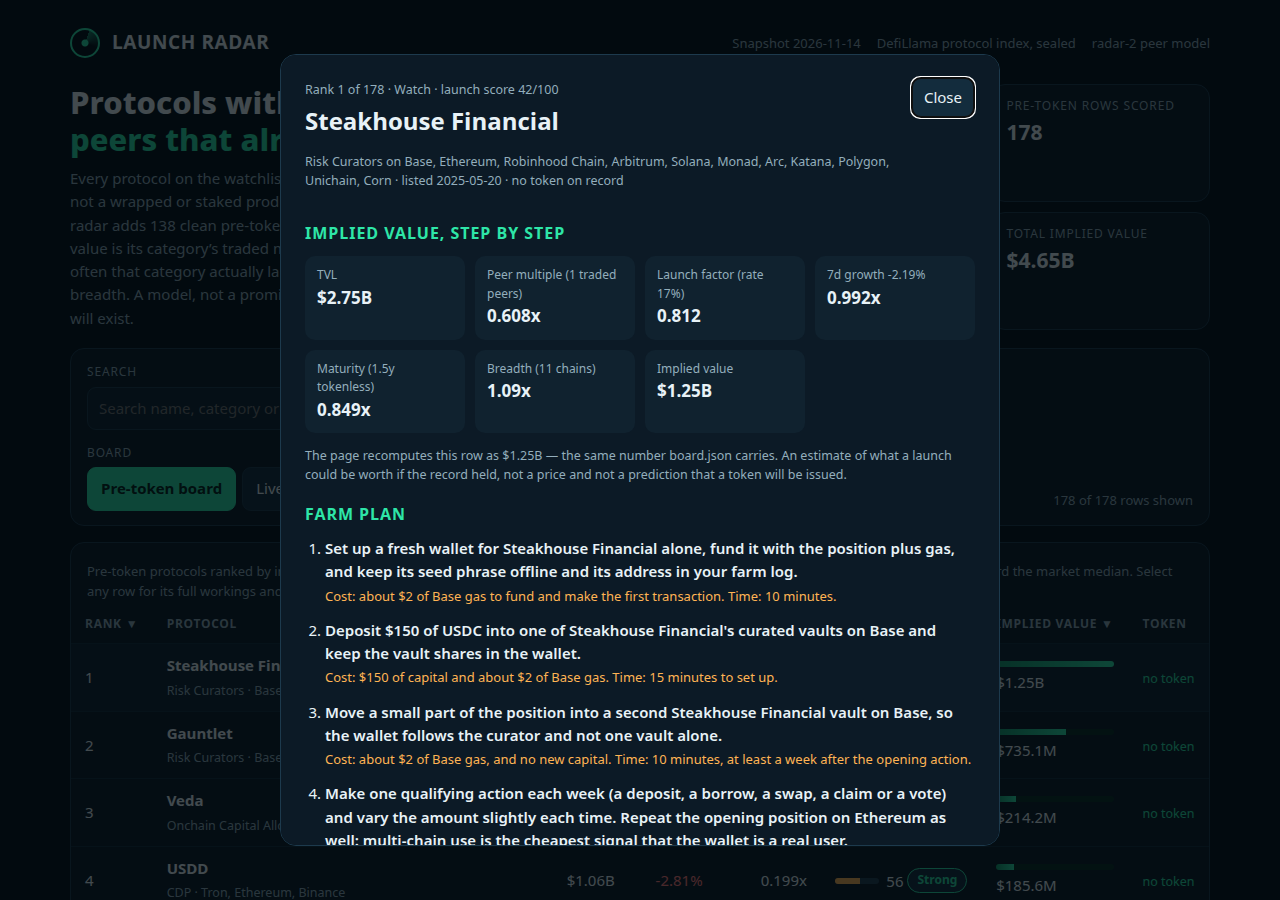 LAUNCH RADAR
Snapshot 2026-11-14 DefiLlama protocol index, sealed radar-2 peer model
Protocols with
peers that alr
Every protocol on the watchlis
not a wrapped or staked prod
radar adds 138 clean pre-toke
value is its category's traded m
often that category actually la
breadth. A model, not a promi
will exist.
PRE-TOKEN ROWS SCORED
178
TOTAL IMPLIED VALUE
$4.65B
SEARCH
Search name, category or
BOARD
Pre-token board
Live
178 of 178 rows shown
Rank 1 of 178 · Watch · launch score 42/100
Close
Steakhouse Financial
Risk Curators on Base, Ethereum, Robinhood Chain, Arbitrum, Solana, Monad, Arc, Katana, Polygon,
Unichain, Corn · listed 2025-05-20 · no token on record
IMPLIED VALUE, STEP BY STEP
TVL
$2.75B
Peer multiple (1 traded
peers)
0.608x
Launch factor (rate
17%)
0.812
7d growth -2.19%
0.992x
Maturity (1.5y
tokenless)
0.849x
Breadth (11 chains)
1.09x
Implied value
$1.25B
The page recomputes this row as $1.25B — the same number board.json carries. An estimate of what a launch
could be worth if the record held, not a price and not a prediction that a token will be issued.
FARM PLAN
1. Set up a fresh wallet for Steakhouse Financial alone, fund it with the position plus gas,
and keep its seed phrase offline and its address in your farm log.
Cost: about $2 of Base gas to fund and make the first transaction. Time: 10 minutes.
2. Deposit $150 of USDC into one of Steakhouse Financial's curated vaults on Base and
keep the vault shares in the wallet.
Cost: $150 of capital and about $2 of Base gas. Time: 15 minutes to set up.
3. Move a small part of the position into a second Steakhouse Financial vault on Base, so
the wallet follows the curator and not one vault alone.
Cost: about $2 of Base gas, and no new capital. Time: 10 minutes, at least a week after the opening action.
4. Make one qualifying action each week (a deposit, a borrow, a swap, a claim or a vote)
and vary the amount slightly each time. Repeat the opening position on Ethereum as
well: multi-chain use is the cheapest signal that the wallet is a real user.
Pre-token protocols ranked by i
rd the market median. Select
any row for its full workings and
RANK ▼ PROTOCOL
IMPLIED VALUE ▼ TOKEN
1
Steakhouse Fin
Risk Curators · Base
$1.25B
no token
2
Gauntlet
Risk Curators · Base
$735.1M
no token
3
Veda
Onchain Capital Allo
$214.2M
no token
4
USDD
CDP · Tron, Ethereum, Binance
$1.06B
-2.81%
0.199x
56
Strong
$185.6M
no token